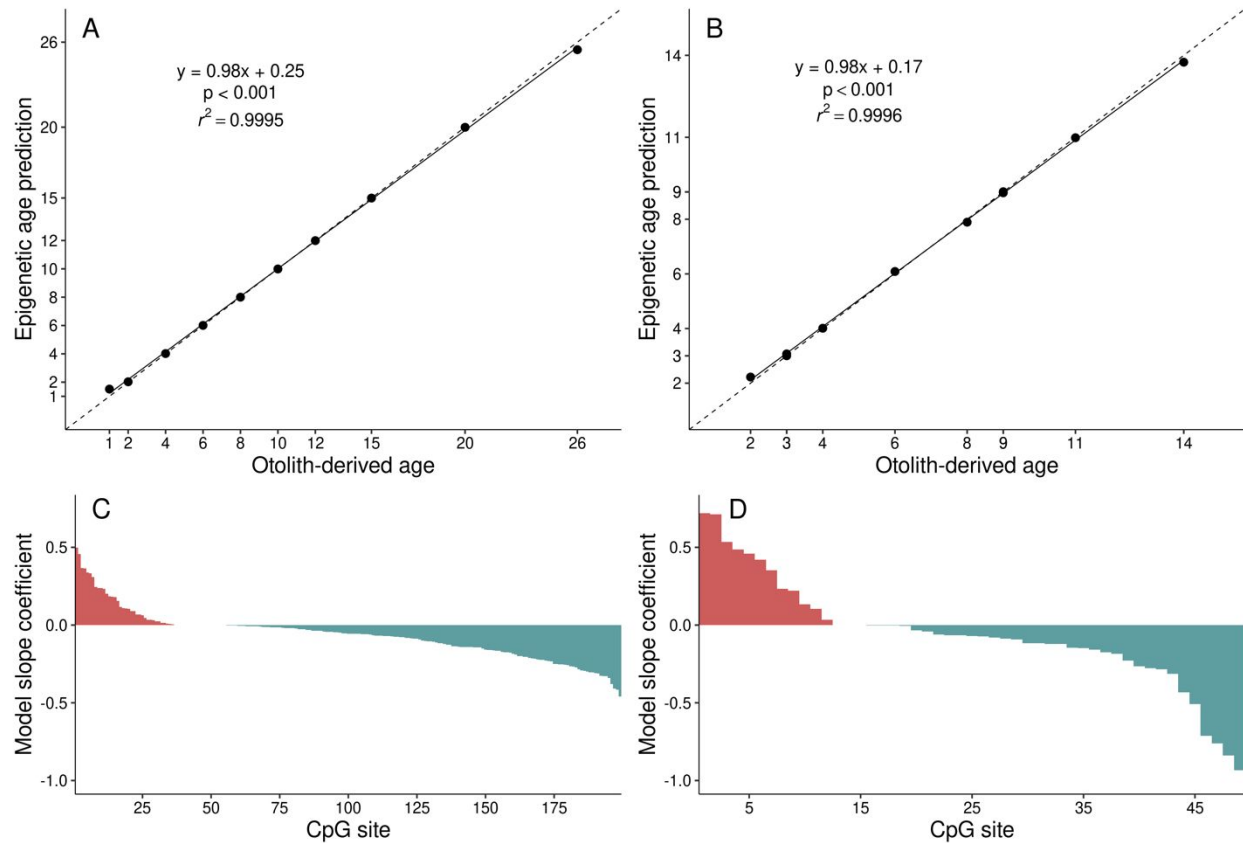 A
y = 0.98x + 0.25
p < 0.001
r² = 0.9995
26
20
15
12
10
8
6
4
2
1
Epigenetic age prediction
1 2 4 6 8 10 12 15 20 26
Otolith-derived age
B
y = 0.98x + 0.17
p < 0.001
r² = 0.9996
14
11
9
8
6
4
3
2
Epigenetic age prediction
2 3 4 6 8 9 11 14
Otolith-derived age
C
0.5
0.0
-0.5
-1.0
Model slope coefficient
25 50 75 100 125 150 175
CpG site
D
0.5
0.0
-0.5
-1.0
Model slope coefficient
5 15 25 35 45
CpG site